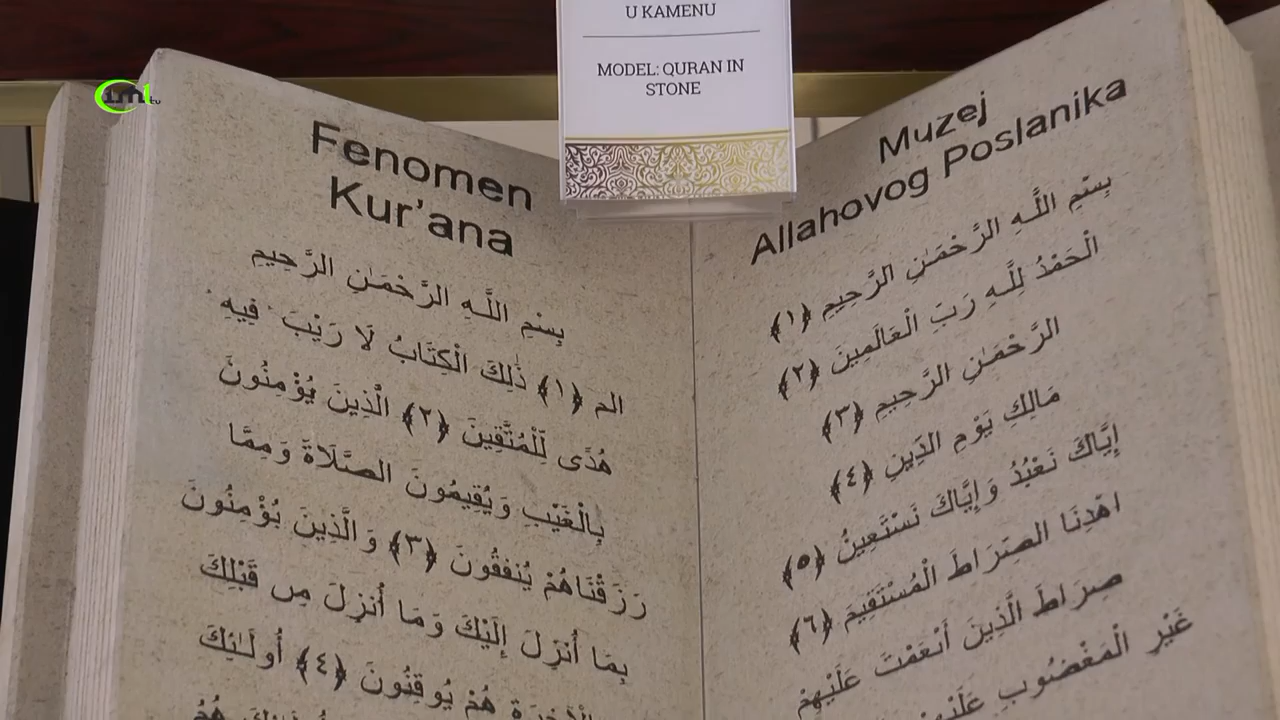 U KAMENU
MODEL: QURAN IN
STONE
Fenomen
Kur'ana
بِسْمِ اللَّهِ الرَّحْمَٰنِ الرَّحِيمِ
الم ﴿١﴾ ذَٰلِكَ الْكِتَابُ لَا رَيْبَ ۛ فِيهِ ۛ
هُدًى لِّلْمُتَّقِينَ ﴿٢﴾ الَّذِينَ يُؤْمِنُونَ
بِالْغَيْبِ وَيُقِيمُونَ الصَّلَاةَ وَمِمَّا
رَزَقْنَاهُمْ يُنفِقُونَ ﴿٣﴾ وَالَّذِينَ يُؤْمِنُونَ
بِمَا أُنزِلَ إِلَيْكَ وَمَا أُنزِلَ مِن قَبْلِكَ
هُمْ يُوقِنُونَ ﴿٤﴾ أُولَٰئِكَ
Muzej
Allahovog Poslanika
بِسْمِ اللَّهِ الرَّحْمَٰنِ الرَّحِيمِ ﴿١﴾
الْحَمْدُ لِلَّهِ رَبِّ الْعَالَمِينَ ﴿٢﴾
الرَّحْمَٰنِ الرَّحِيمِ ﴿٣﴾
مَالِكِ يَوْمِ الدِّينِ ﴿٤﴾
إِيَّاكَ نَعْبُدُ وَإِيَّاكَ نَسْتَعِينُ ﴿٥﴾
اهْدِنَا الصِّرَاطَ الْمُسْتَقِيمَ ﴿٦﴾
صِرَاطَ الَّذِينَ أَنْعَمْتَ عَلَيْهِمْ
غَيْرِ الْمَغْضُوبِ